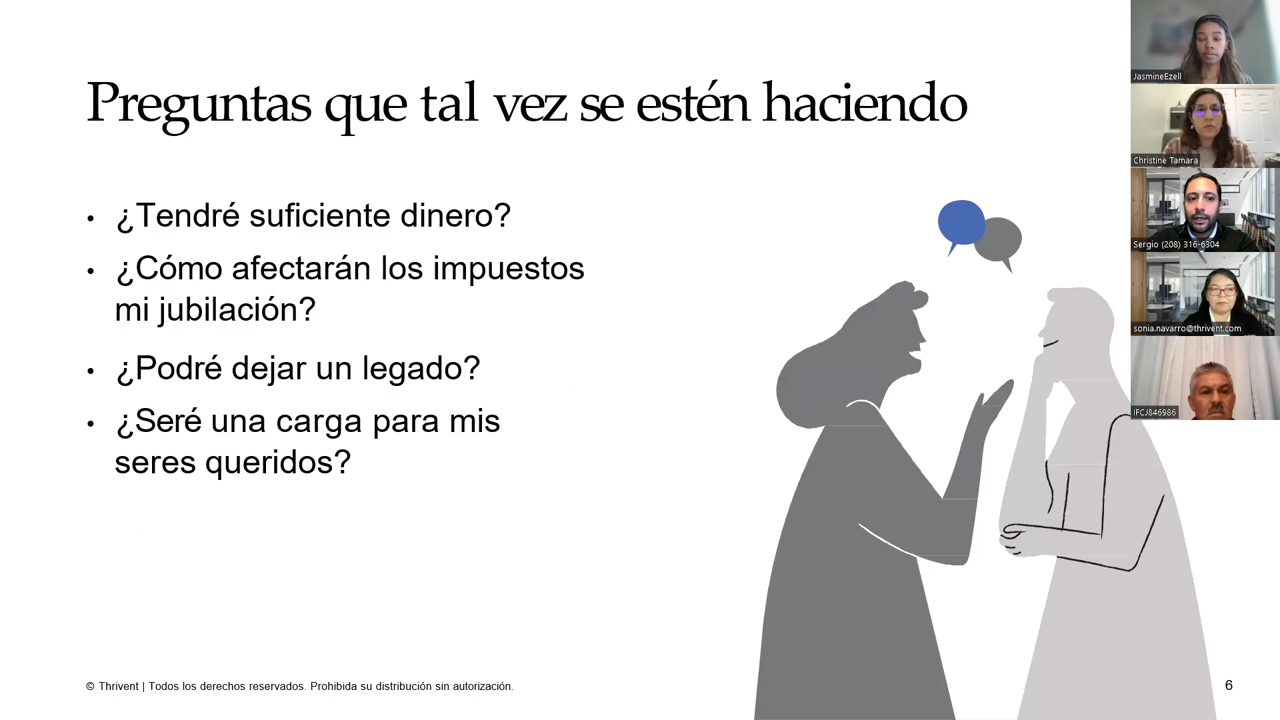 Preguntas que tal vez se estén haciendo
• ¿Tendré suficiente dinero?
• ¿Cómo afectarán los impuestos
mi jubilación?
• ¿Podré dejar un legado?
• ¿Seré una carga para mis
seres queridos?
© Thrivent | Todos los derechos reservados. Prohibida su distribución sin autorización.
6
JasmineEzell
Christine Tamara
Sergio (208) 316-6304
sonia.navarro@thrivent.com
IFCJ846986